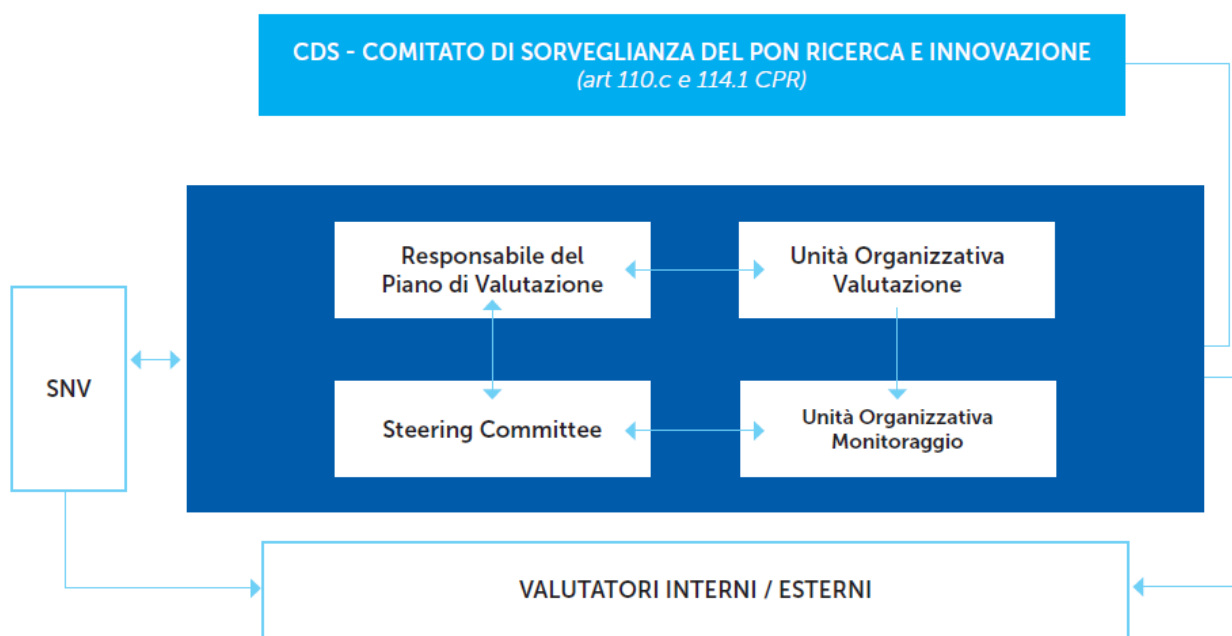 CDS - COMITATO DI SORVEGLIANZA DEL PON RICERCA E INNOVAZIONE
(art 110.c e 114.1 CPR)
Responsabile del
Piano di Valutazione
Unità Organizzativa
Valutazione
SNV
Steering Committee
Unità Organizzativa
Monitoraggio
VALUTATORI INTERNI / ESTERNI